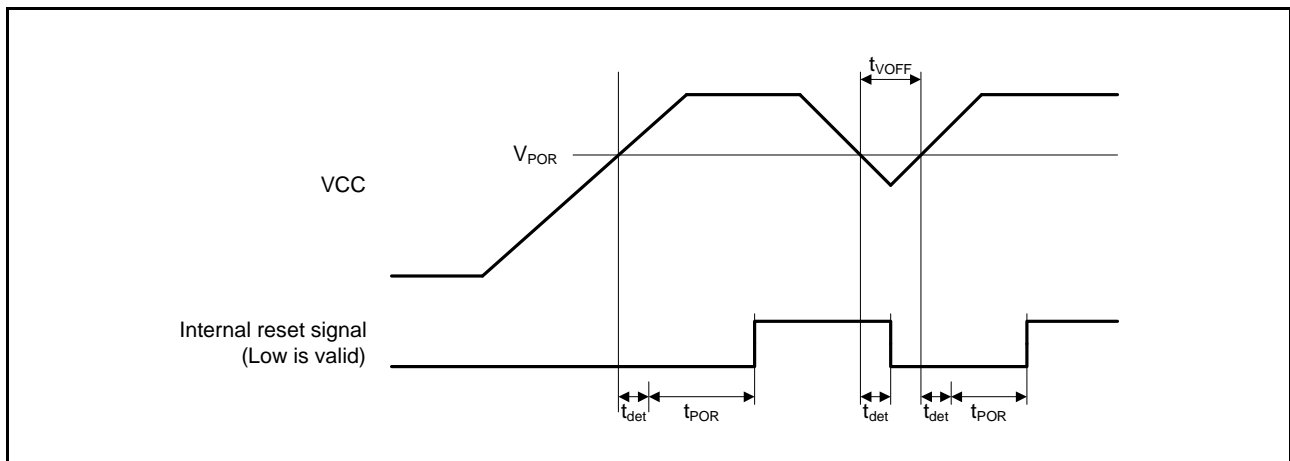 tVOFF
VPOR
VCC
Internal reset signal
(Low is valid)
tdet
tPOR
tdet
tdet
tPOR